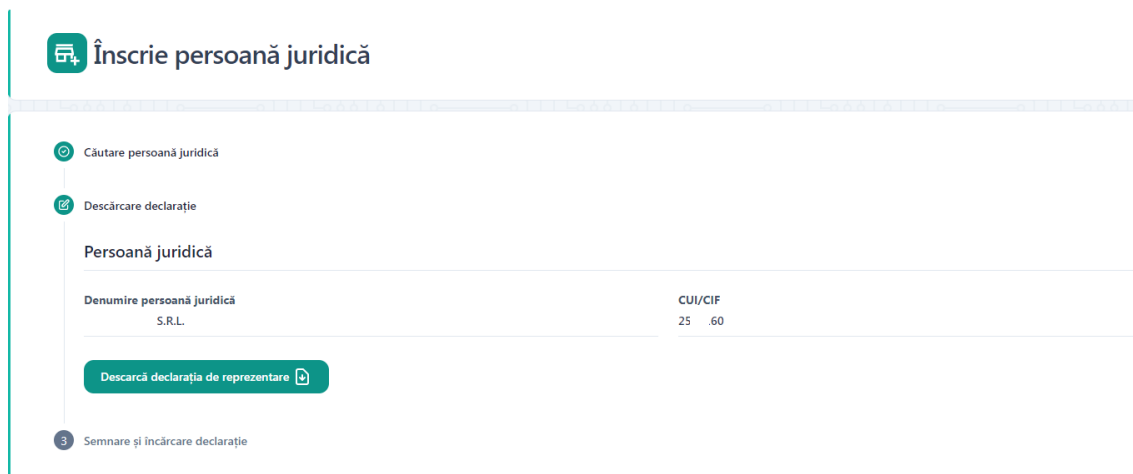 Înscrie persoană juridică
Căutare persoană juridică
Descărcare declarație
Persoană juridică
Denumire persoană juridică
S.R.L.
CUI/CIF
25 .60
Descarcă declarația de reprezentare
3 Semnare și încărcare declarație